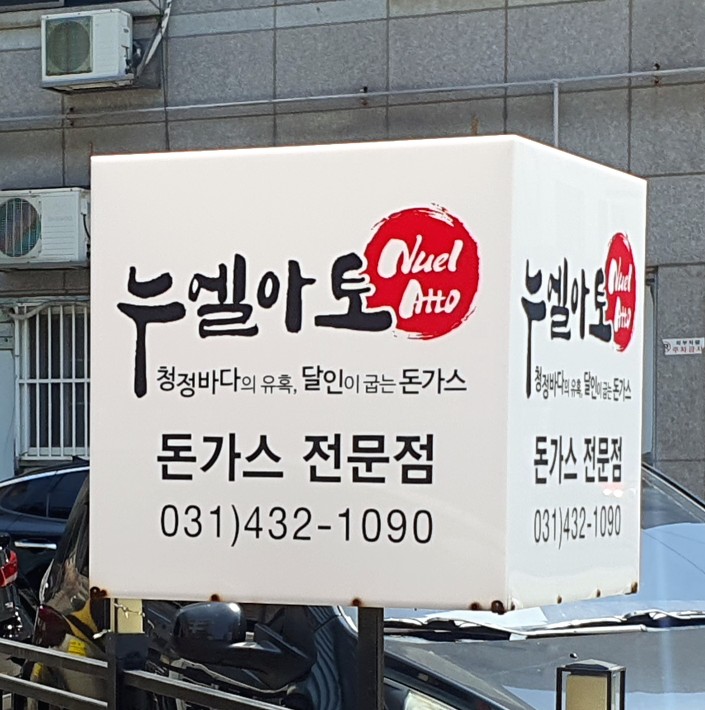 누엘아토
Nuel
Atto
청정바다의 유혹, 달인이 굽는 돈가스
돈가스 전문점
031)432-1090
누엘아토
Nuel
Atto
청정바다의 유혹, 달인이 굽는 돈가스
돈가스 전문점
031)432-1090